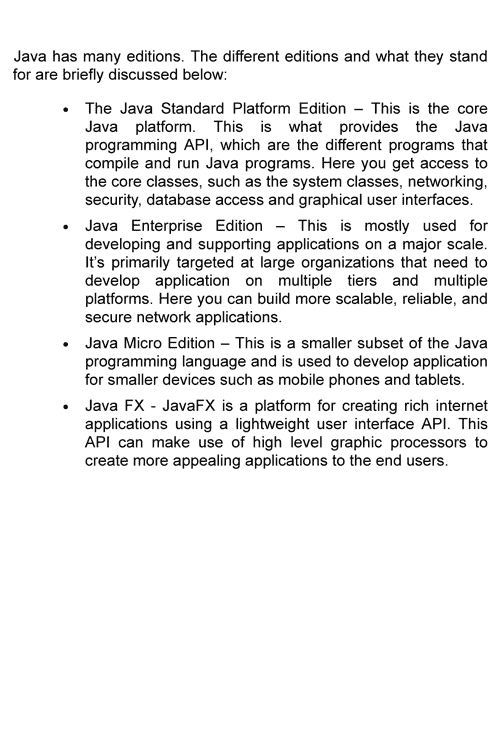 Java has many editions. The different editions and what they stand
for are briefly discussed below:
• The Java Standard Platform Edition – This is the core
Java platform. This is what provides the Java
programming API, which are the different programs that
compile and run Java programs. Here you get access to
the core classes, such as the system classes, networking,
security, database access and graphical user interfaces.
• Java Enterprise Edition – This is mostly used for
developing and supporting applications on a major scale.
It's primarily targeted at large organizations that need to
develop application on multiple tiers and multiple
platforms. Here you can build more scalable, reliable, and
secure network applications.
• Java Micro Edition – This is a smaller subset of the Java
programming language and is used to develop application
for smaller devices such as mobile phones and tablets.
• Java FX - JavaFX is a platform for creating rich internet
applications using a lightweight user interface API. This
API can make use of high level graphic processors to
create more appealing applications to the end users.